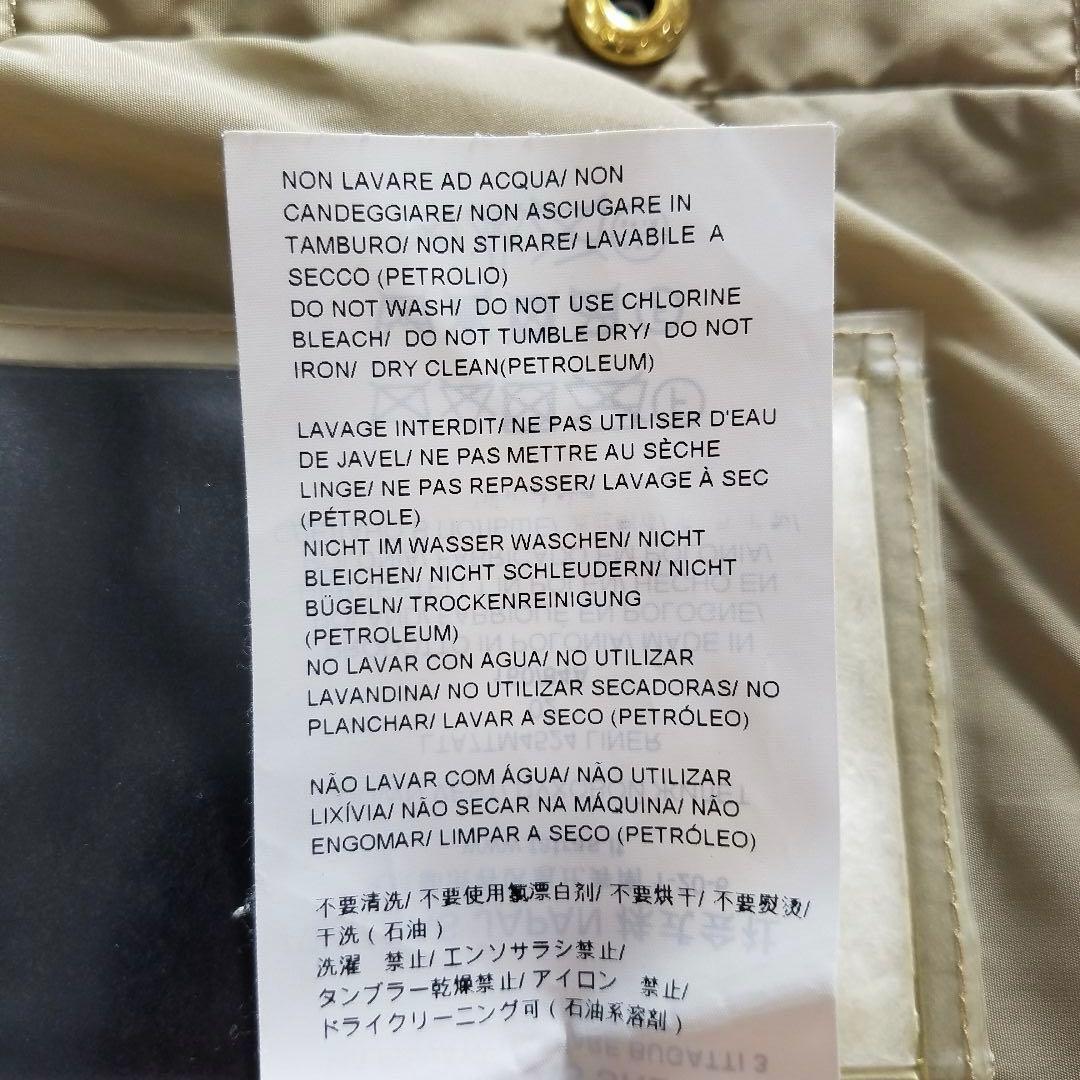 NON LAVARE AD ACQUA/ NON
CANDEGGIARE/ NON ASCIUGARE IN
TAMBURO/ NON STIRARE/ LAVABILE A
SECCO (PETROLIO)
DO NOT WASH/ DO NOT USE CHLORINE
BLEACH/ DO NOT TUMBLE DRY/ DO NOT
IRON/ DRY CLEAN(PETROLEUM)
LAVAGE INTERDIT/ NE PAS UTILISER D'EAU
DE JAVEL/ NE PAS METTRE AU SÈCHE
LINGE/ NE PAS REPASSER/ LAVAGE À SEC
(PÉTROLE)
NICHT IM WASSER WASCHEN/ NICHT
BLEICHEN/ NICHT SCHLEUDERN/ NICHT
BÜGELN/ TROCKENREINIGUNG
(PETROLEUM)
NO LAVAR CON AGUA/ NO UTILIZAR
LAVANDINA/ NO UTILIZAR SECADORAS/ NO
PLANCHAR/ LAVAR A SECO (PETRÓLEO)
NÃO LAVAR COM ÁGUA/ NÃO UTILIZAR
LIXÍVIA/ NÃO SECAR NA MÁQUINA/ NÃO
ENGOMAR/ LIMPAR A SECO (PETRÓLEO)
不要清洗/ 不要使用氯漂白剂/ 不要烘干/ 不要熨烫/
干洗 ( 石油 )
洗濯 禁止/ エンソサラシ禁止/
タンブラー乾燥禁止/ アイロン 禁止/
ドライクリーニング可 ( 石油系溶剤 )